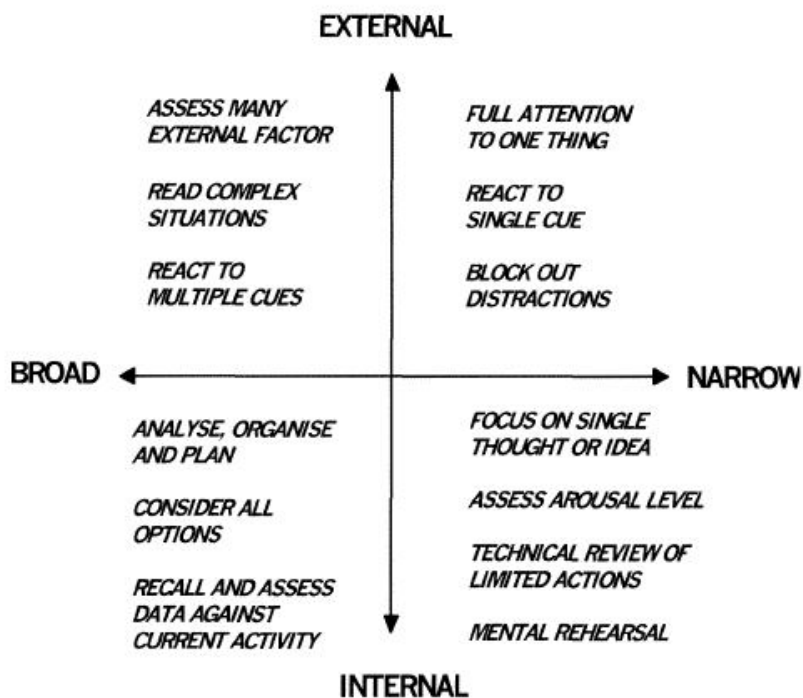 EXTERNAL
ASSESS MANY
EXTERNAL FACTOR
READ COMPLEX
SITUATIONS
REACT TO
MULTIPLE CUES
FULL ATTENTION
TO ONE THING
REACT TO
SINGLE CUE
BLOCK OUT
DISTRACTIONS
BROAD
NARROW
ANALYSE, ORGANISE
AND PLAN
CONSIDER ALL
OPTIONS
RECALL AND ASSESS
DATA AGAINST
CURRENT ACTIVITY
FOCUS ON SINGLE
THOUGHT OR IDEA
ASSESS AROUSAL LEVEL
TECHNICAL REVIEW OF
LIMITED ACTIONS
MENTAL REHEARSAL
INTERNAL